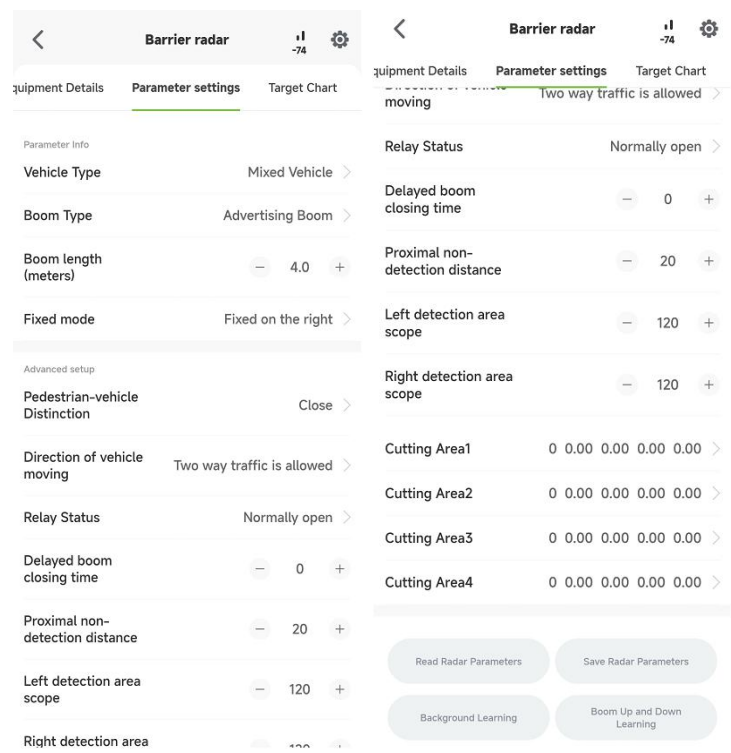 Barrier radar
-74
quipment Details Parameter settings Target Chart
Parameter Info
Vehicle Type Mixed Vehicle
Boom Type Advertising Boom
Boom length
(meters) − 4.0 +
Fixed mode Fixed on the right
Advanced setup
Pedestrian-vehicle
Distinction Close
Direction of vehicle
moving Two way traffic is allowed
Relay Status Normally open
Delayed boom
closing time − 0 +
Proximal non-
detection distance − 20 +
Left detection area
scope − 120 +
Right detection area
120
Barrier radar
-74
quipment Details Parameter settings Target Chart
Direction of vehicle
moving Two way traffic is allowed
Relay Status Normally open
Delayed boom
closing time − 0 +
Proximal non-
detection distance − 20 +
Left detection area
scope − 120 +
Right detection area
scope − 120 +
Cutting Area1 0 0.00 0.00 0.00 0.00
Cutting Area2 0 0.00 0.00 0.00 0.00
Cutting Area3 0 0.00 0.00 0.00 0.00
Cutting Area4 0 0.00 0.00 0.00 0.00
Read Radar Parameters Save Radar Parameters
Background Learning Boom Up and Down
Learning